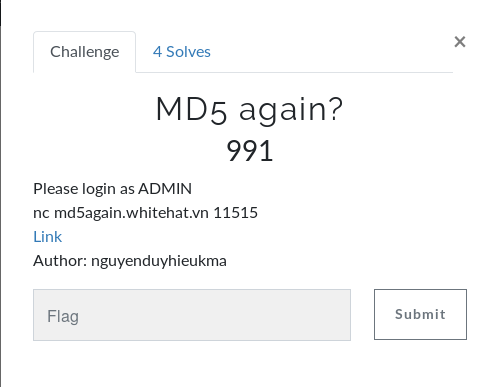 Challenge
4 Solves
×
MD5 again?
991
Please login as ADMIN
nc md5again.whitehat.vn 11515
Link
Author: nguyenduyhieukma
Flag
Submit